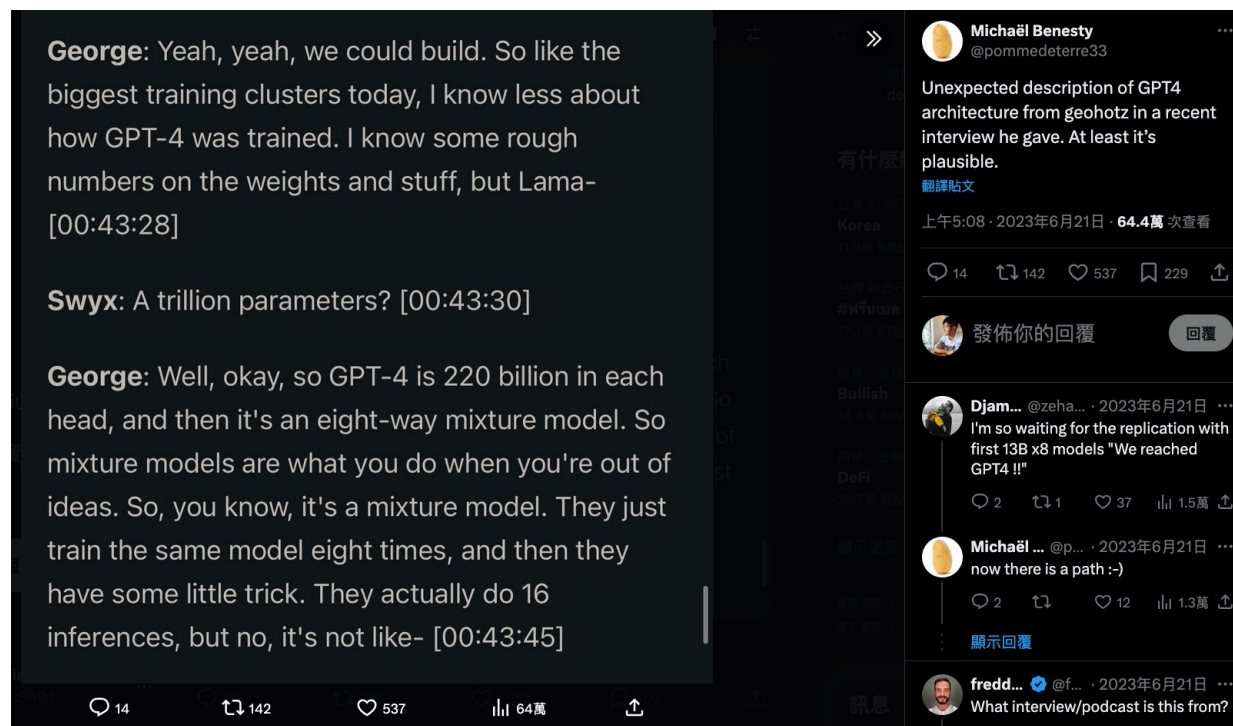 George: Yeah, yeah, we could build. So like the
biggest training clusters today, I know less about
how GPT-4 was trained. I know some rough
numbers on the weights and stuff, but Lama-
[00:43:28]
Swyx: A trillion parameters? [00:43:30]
George: Well, okay, so GPT-4 is 220 billion in each
head, and then it's an eight-way mixture model. So
mixture models are what you do when you're out of
ideas. So, you know, it's a mixture model. They just
train the same model eight times, and then they
have some little trick. They actually do 16
inferences, but no, it's not like- [00:43:45]
14 142 537 64萬
有什麼
Korea
Bullish
DeFi
顯示更多
訊息
Michaël Benesty
@pommedeterre33
Unexpected description of GPT4
architecture from geohotz in a recent
interview he gave. At least it's
plausible.
翻譯貼文
上午5:08 · 2023年6月21日 · 64.4萬 次查看
14 142 537 229
發佈你的回覆 回覆
Djam... @zeha... · 2023年6月21日 ...
I'm so waiting for the replication with
first 13B x8 models "We reached
GPT4 !!"
2 1 37 1.5萬
Michaël ... @p... · 2023年6月21日 ...
now there is a path :-)
2 12 1.3萬
顯示回覆
fredd... @f... · 2023年6月21日 ...
What interview/podcast is this from?